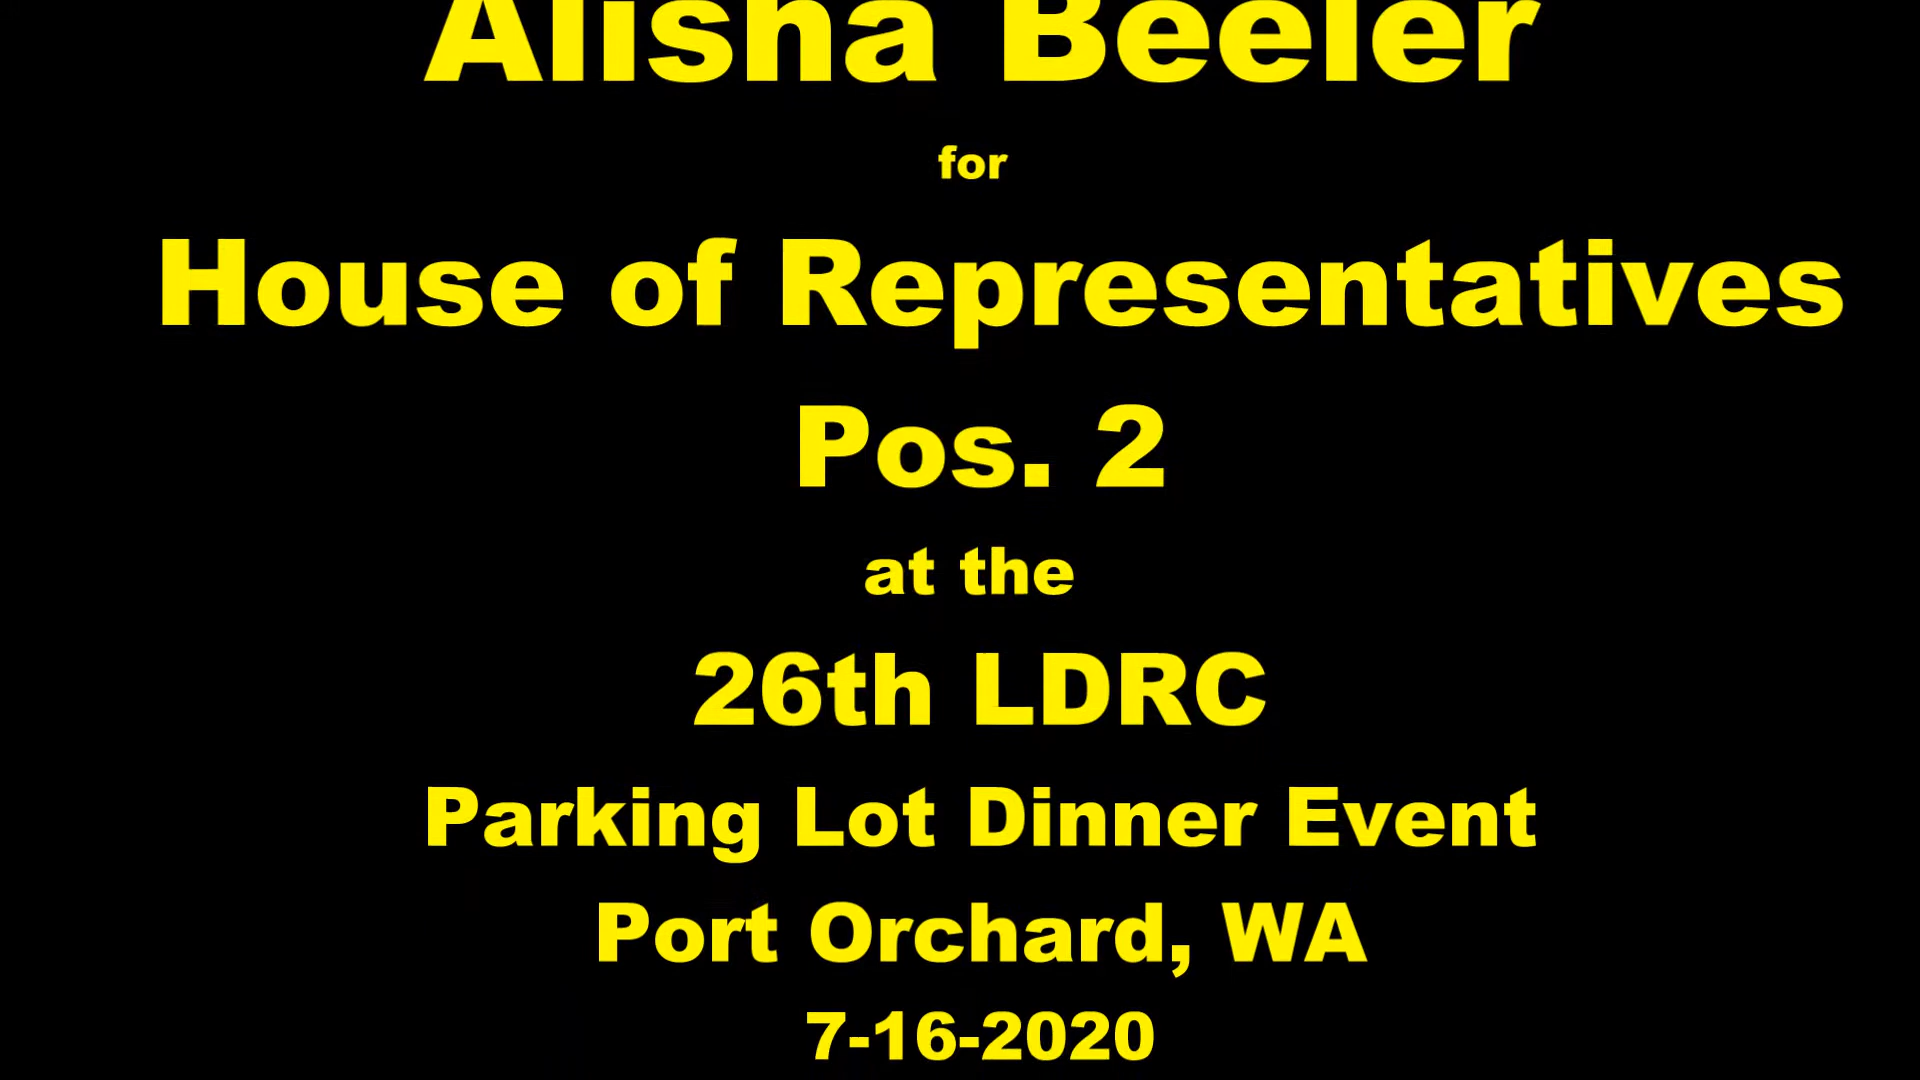 Alisha Beeler
for
House of Representatives
Pos. 2
at the
26th LDRC
Parking Lot Dinner Event
Port Orchard, WA
7-16-2020